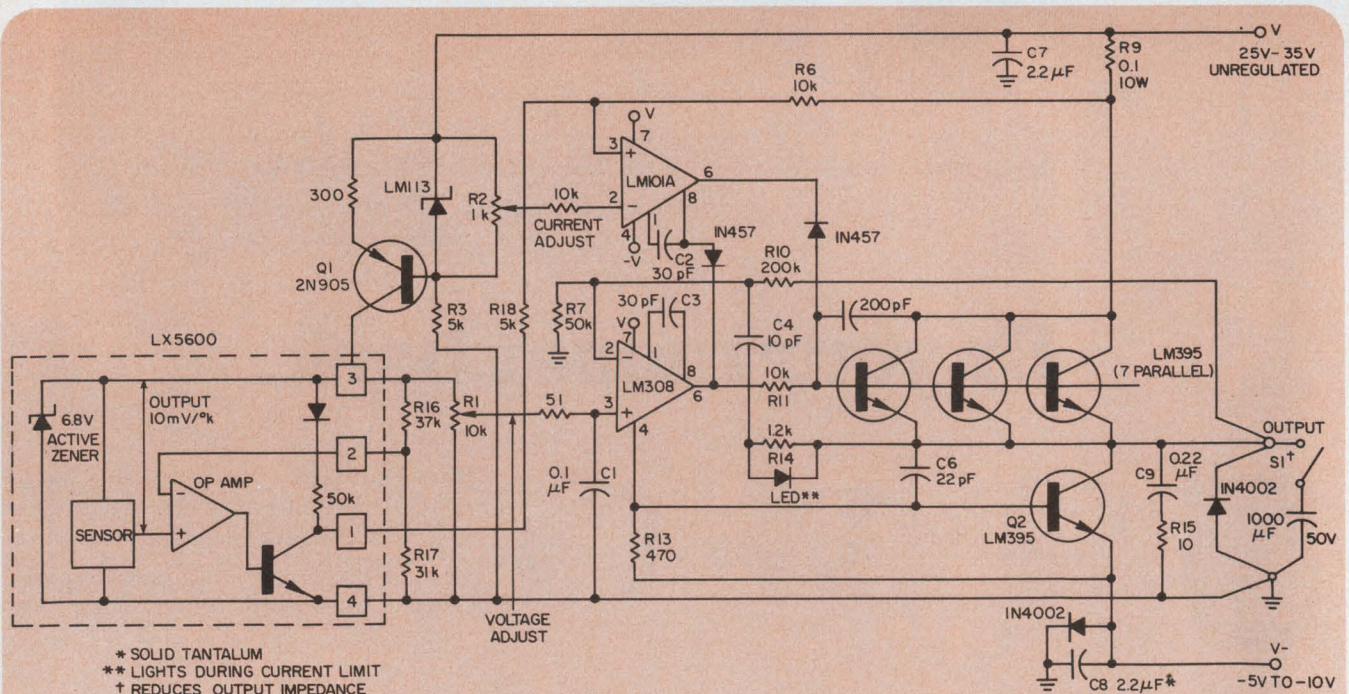 V
25V-35V
UNREGULATED
C7
2.2μF
R9
0.1
10W
R6
10k
V
7
3
+
LM101A
6
8
2
-
1
4
-V
C2
30pF
300
LM113
R2
1k
10k
CURRENT
ADJUST
IN457
IN457
Q1
2N905
R10
200k
R3
5k
R18
5k
R7
50k
30pF
C3
V
7
1
C4
10pF
200pF
LX5600
2
-
LM308
8
6
3
+
4
10k
R11
LM395
(7 PARALLEL)
3
OUTPUT
10mV/°k
R16
37k
R1
10k
51
6.8V
ACTIVE
ZENER
2
OP AMP
-
+
SENSOR
50k
1
R17
31k
4
0.1
μF
C1
1.2k
R14
LED**
C6
22pF
R13
470
Q2
LM395
C9
0.22
μF
R15
10
OUTPUT
S1†
IN4002
1000
μF
50V
VOLTAGE
ADJUST
IN4002
C8 2.2μF*
V-
-5V TO -10V
* SOLID TANTALUM
** LIGHTS DURING CURRENT LIMIT
† REDUCES OUTPUT IMPEDANCE